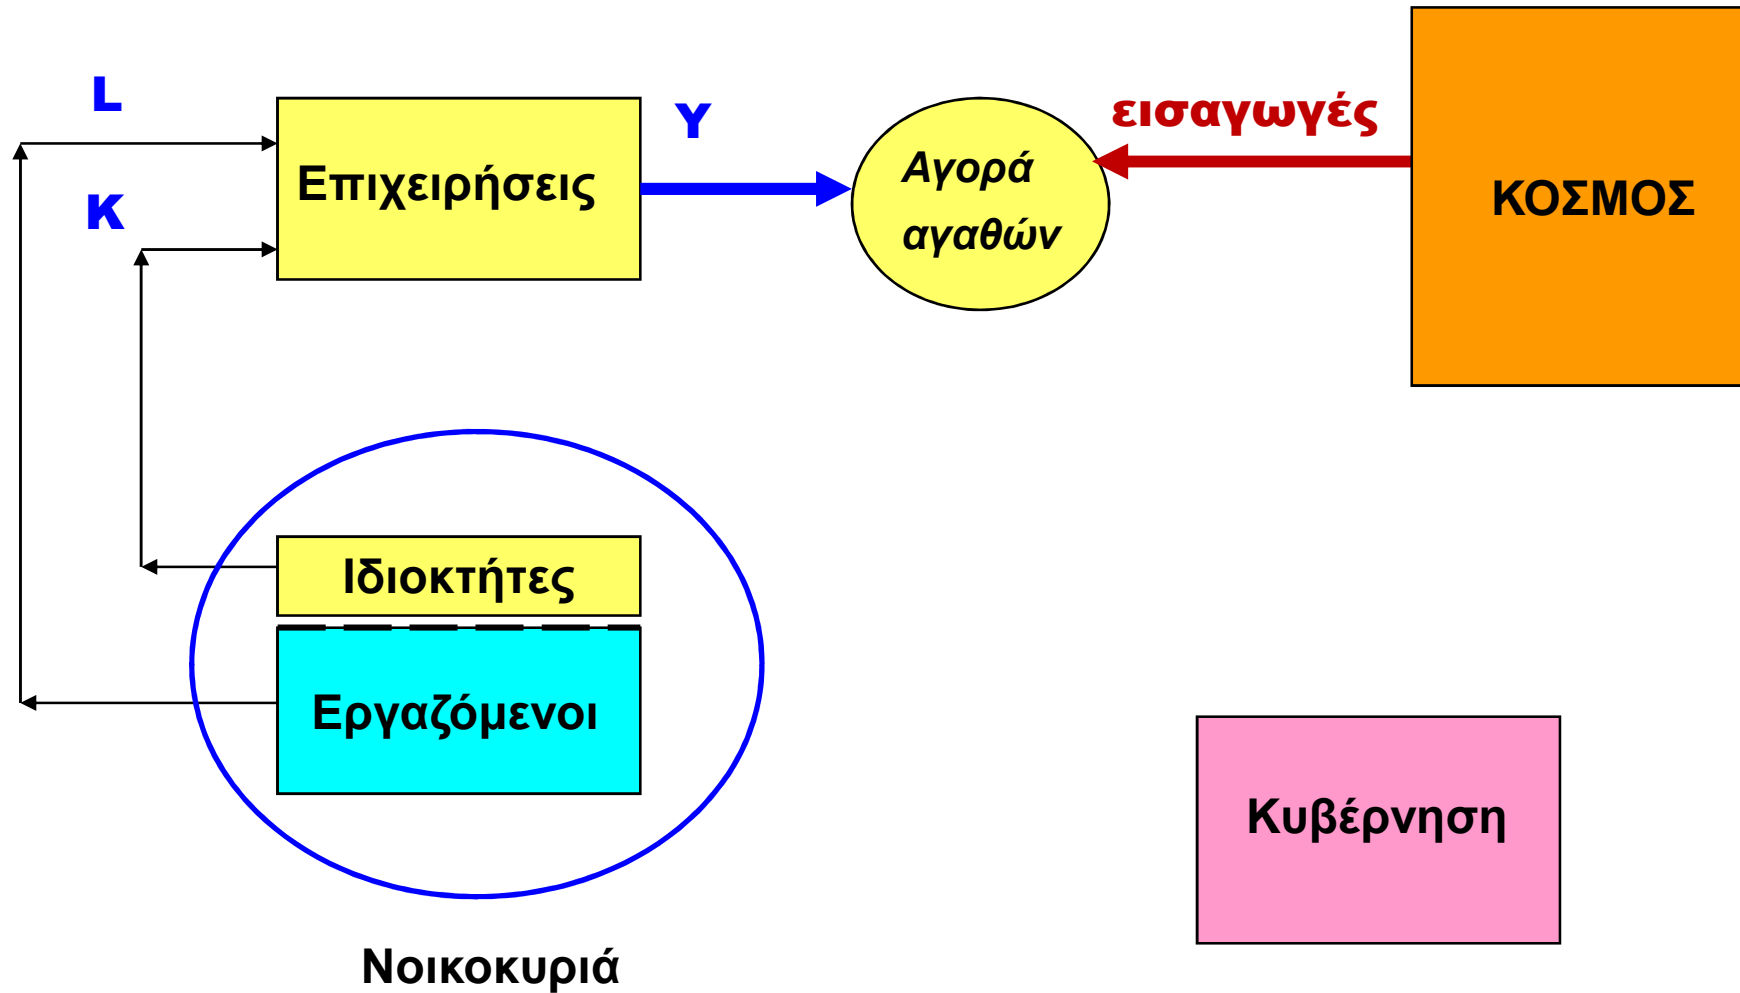 L
Y
εισαγωγές
Επιχειρήσεις
Αγορά
αγαθών
ΚΟΣΜΟΣ
K
Ιδιοκτήτες
Εργαζόμενοι
Κυβέρνηση
Νοικοκυριά